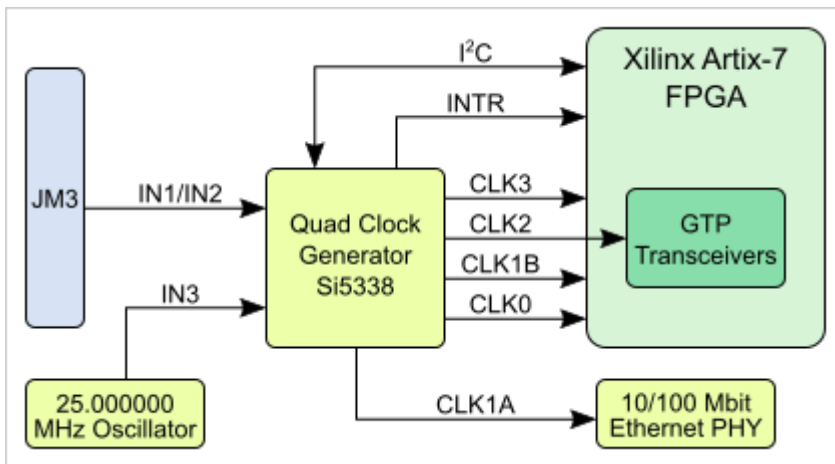 I²C
Xilinx Artix-7
FPGA
INTR
JM3
IN1/IN2
Quad Clock
Generator
Si5338
CLK3
CLK2
CLK1B
CLK0
GTP
Transceivers
IN3
25.000000
MHz Oscillator
CLK1A
10/100 Mbit
Ethernet PHY